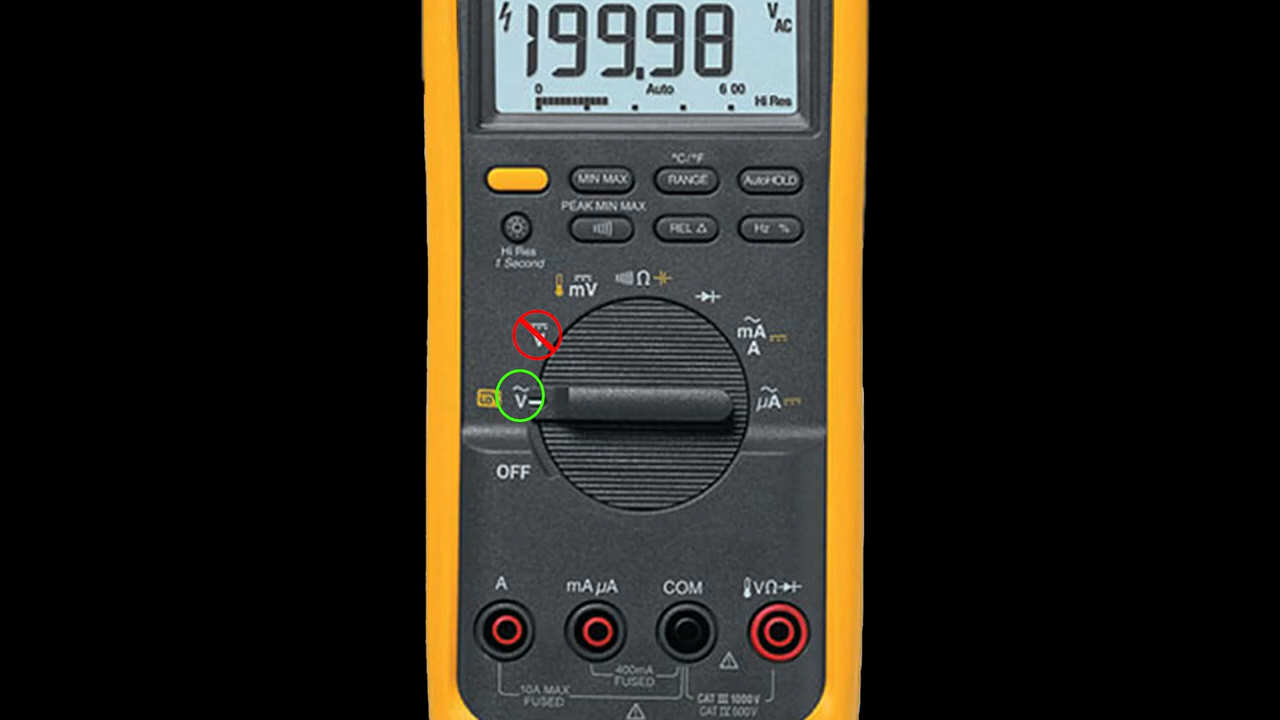 199.98 V AC
0 Auto 6 00
Hi Res
°C/°F
MIN MAX RANGE AutoHOLD
PEAK MIN MAX
REL Δ Hz %
Hi Res
1 Second
mV Ω
V mA
A
V µA
OFF
A mA µA COM VΩ
400mA
FUSED
10A MAX
FUSED
CAT III 1000V
CAT IV 600V